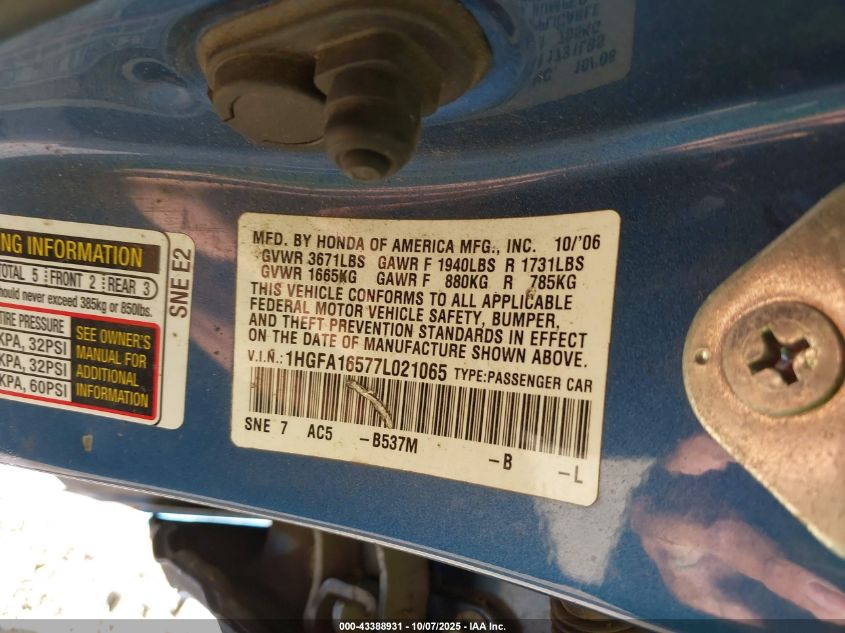 NG INFORMATION
TOTAL 5 FRONT 2 REAR 3
hould never exceed 385kg or 850lbs.
TIRE PRESSURE
KPA, 32PSI
KPA, 32PSI
KPA, 60PSI
SEE OWNER'S
MANUAL FOR
ADDITIONAL
INFORMATION
SNE E2
MFD. BY HONDA OF AMERICA MFG., INC. 10/'06
GVWR 3671LBS GAWR F 1940LBS R 1731LBS
GVWR 1665KG GAWR F 880KG R 785KG
THIS VEHICLE CONFORMS TO ALL APPLICABLE
FEDERAL MOTOR VEHICLE SAFETY, BUMPER,
AND THEFT PREVENTION STANDARDS IN EFFECT
ON THE DATE OF MANUFACTURE SHOWN ABOVE.
V.I.N.: 1HGFA16577L021065 TYPE:PASSENGER CAR
SNE 7 AC5 -B537M -B -L
000-43388931 - 10/07/2025 - IAA Inc.